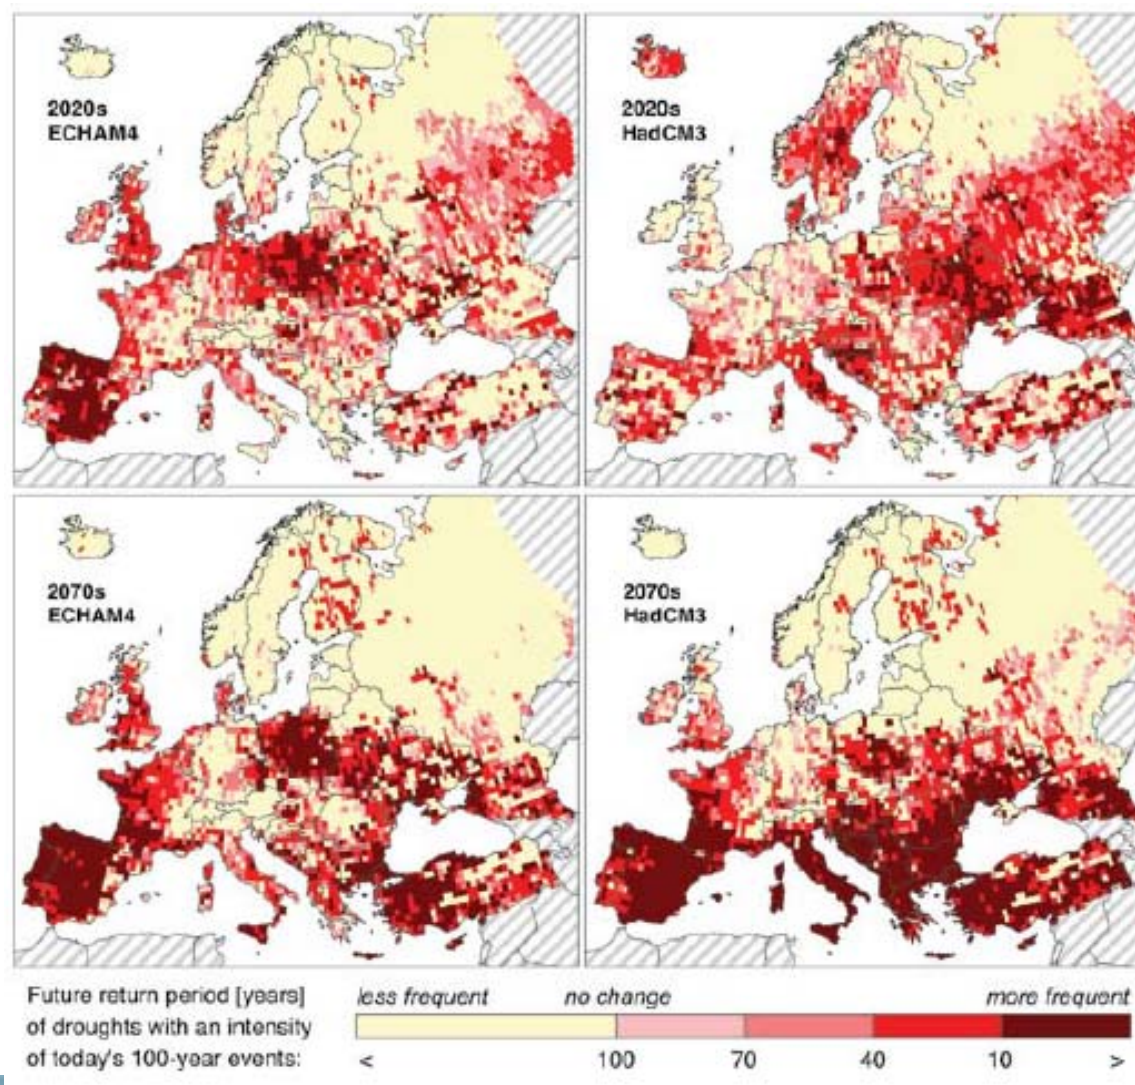 2020s
ECHAM4
2020s
HadCM3
2070s
ECHAM4
2070s
HadCM3
Future return period [years]
of droughts with an intensity
of today's 100-year events:
less frequent no change more frequent
< 100 70 40 10 >